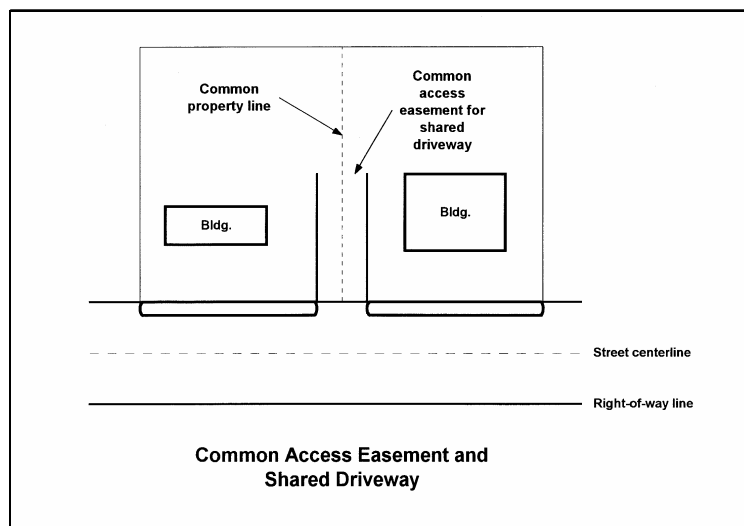 Common
property line
Common
access
easement for
shared
driveway
Bldg.
Bldg.
Street centerline
Right-of-way line
Common Access Easement and
Shared Driveway